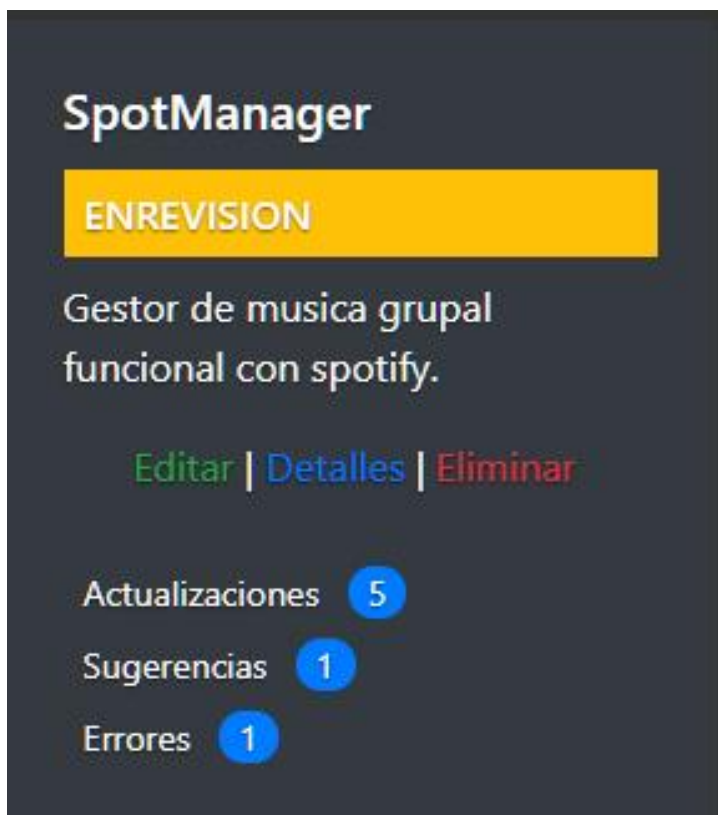 SpotManager
ENREVISION
Gestor de musica grupal
funcional con spotify.
Editar | Detalles | Eliminar
Actualizaciones 5
Sugerencias 1
Errores 1